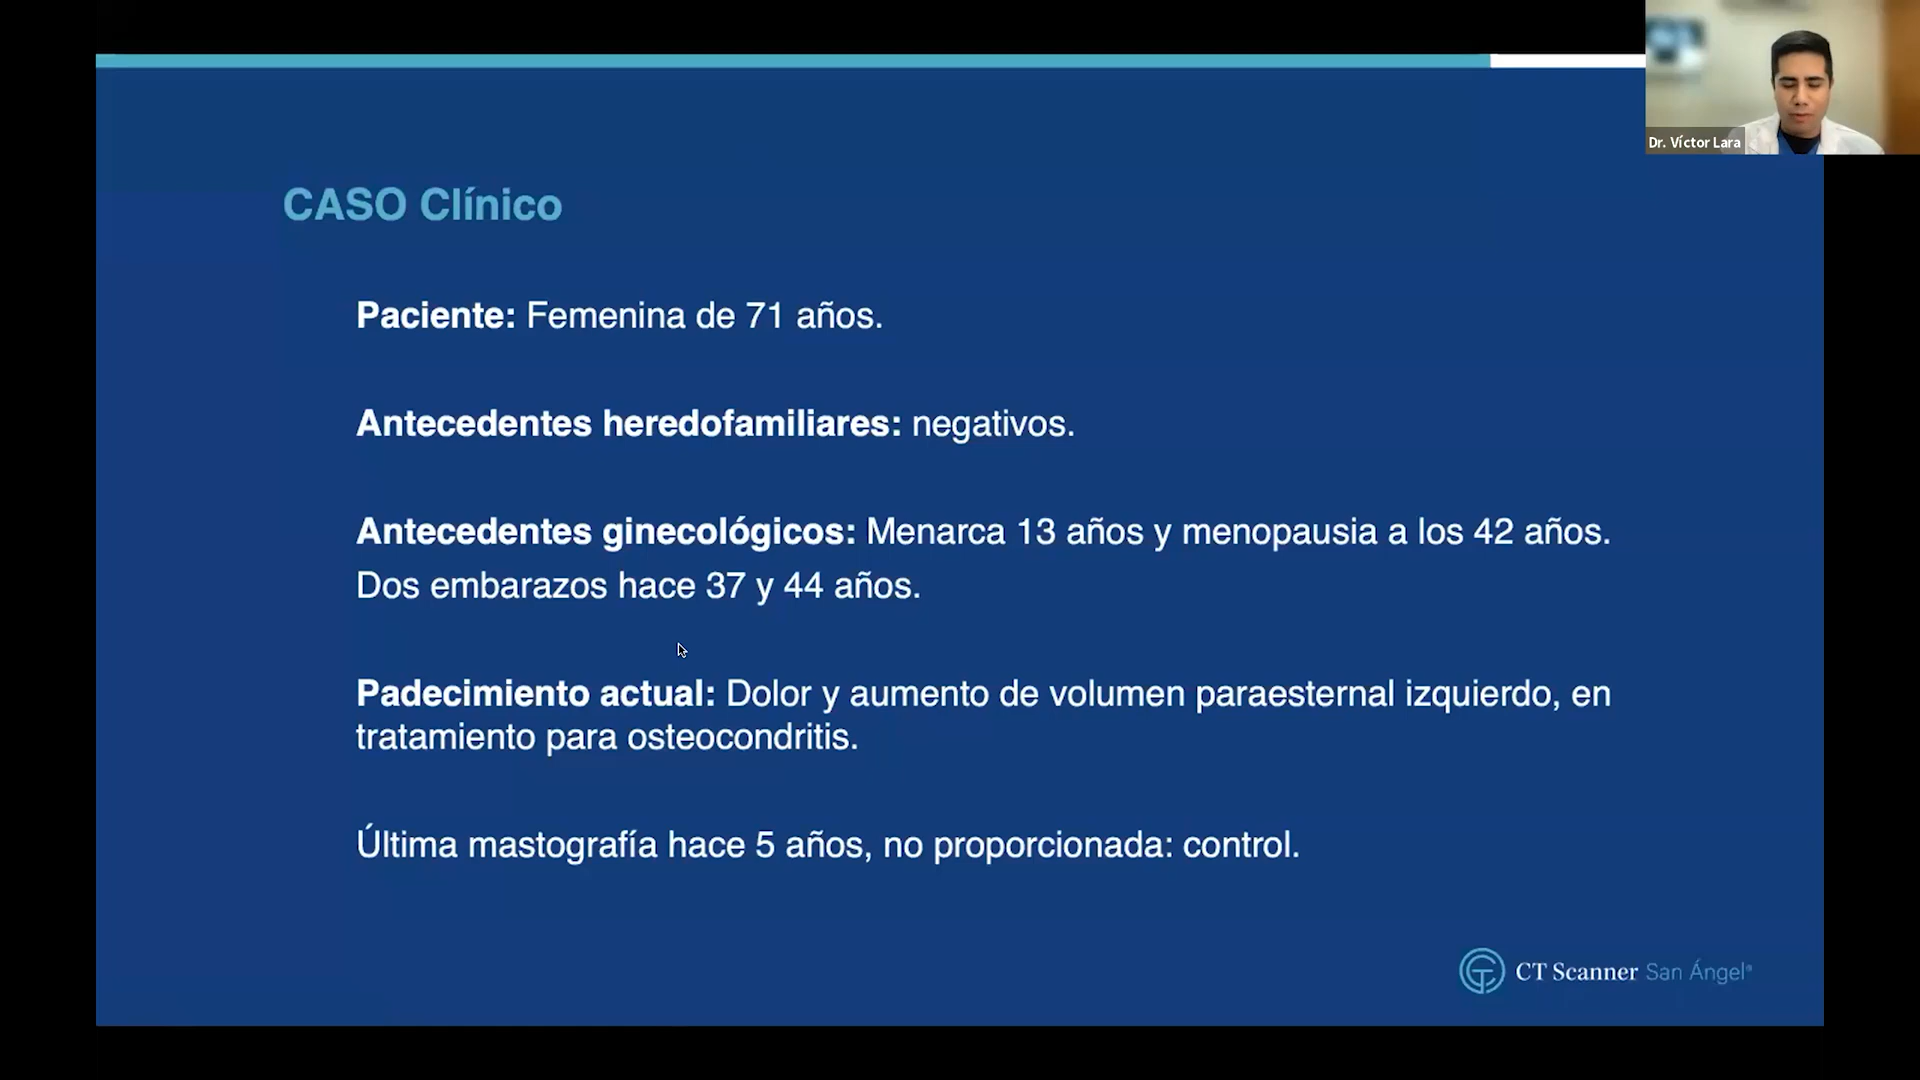 Dr. Víctor Lara
CASO Clínico
Paciente: Femenina de 71 años.
Antecedentes heredofamiliares: negativos.
Antecedentes ginecológicos: Menarca 13 años y menopausia a los 42 años.
Dos embarazos hace 37 y 44 años.
Padecimiento actual: Dolor y aumento de volumen paraesternal izquierdo, en
tratamiento para osteocondritis.
Última mastografía hace 5 años, no proporcionada: control.
CT Scanner San Ángel®